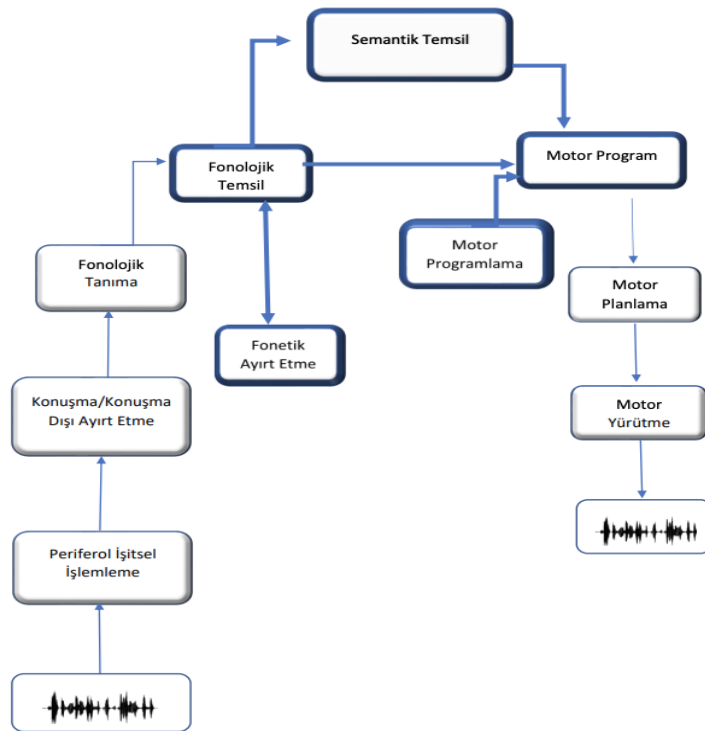 Semantik Temsil
Fonolojik
Temsil
Motor Program
Motor
Programlama
Fonolojik
Tanıma
Motor
Planlama
Fonetik
Ayırt Etme
Konuşma/Konuşma
Dışı Ayırt Etme
Motor
Yürütme
Periferol İşitsel
İşlemleme